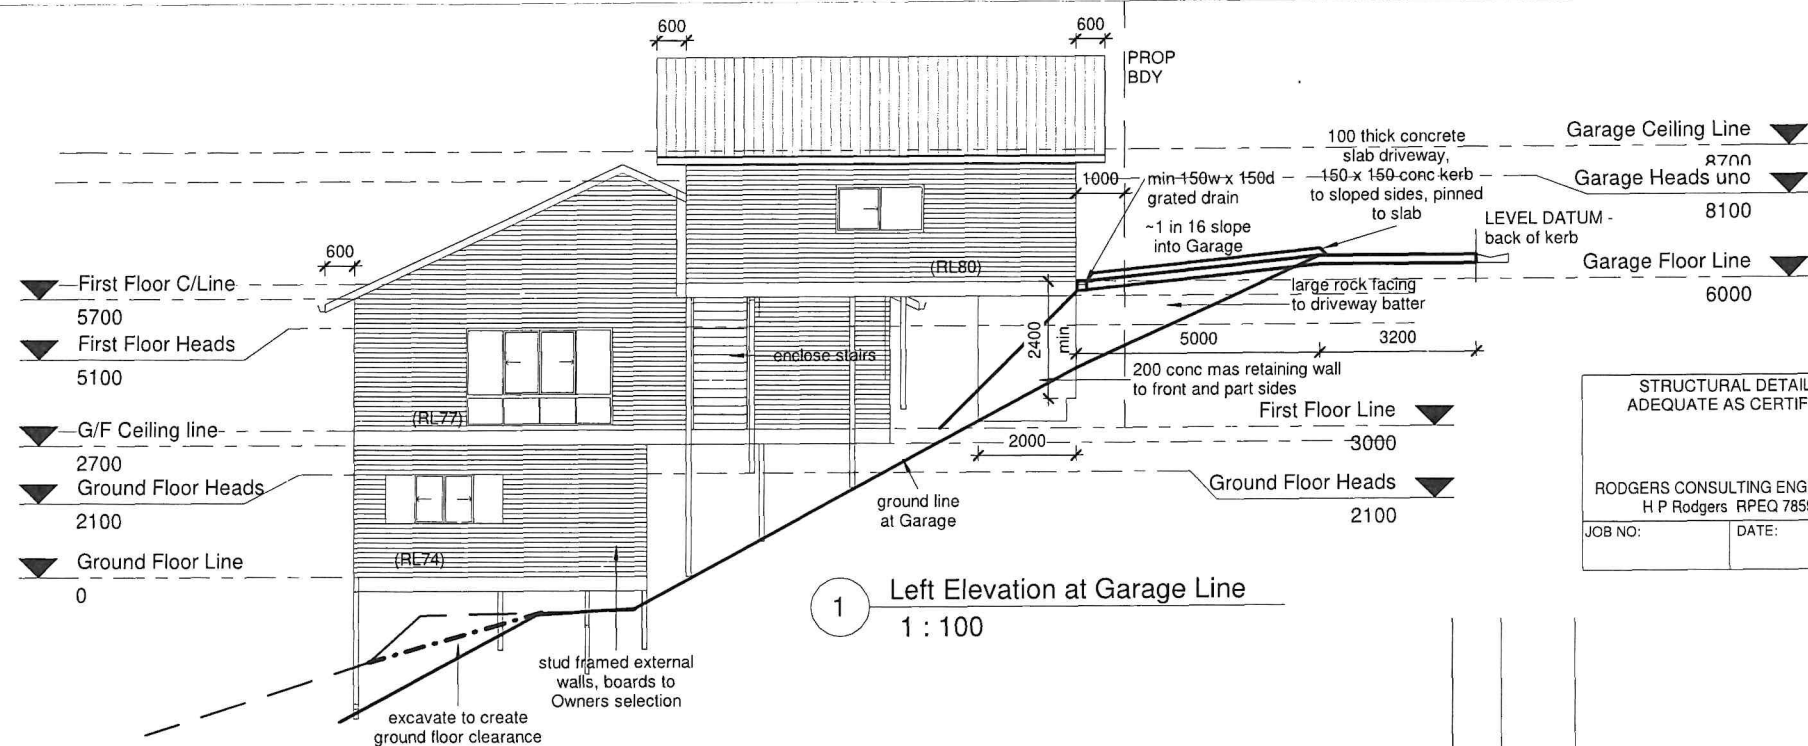 600
600
PROP
BDY
100 thick concrete
slab driveway,
150 x 150 conc kerb
to sloped sides, pinned
to slab
Garage Ceiling Line
8700
Garage Heads uno
8100
1000
min 150w x 150d
grated drain
~1 in 16 slope
into Garage
LEVEL DATUM -
back of kerb
Garage Floor Line
6000
600
(RL80)
large rock facing
to driveway batter
First Floor C/Line
5700
First Floor Heads
5100
2400
min
5000
3200
enclose stairs
200 conc mas retaining wall
to front and part sides
(RL77)
First Floor Line
3000
G/F Ceiling line
2700
2000
Ground Floor Heads
2100
Ground Floor Heads
2100
ground line
at Garage
(RL74)
Ground Floor Line
0
1
Left Elevation at Garage Line
1 : 100
stud framed external
walls, boards to
Owners selection
excavate to create
ground floor clearance
STRUCTURAL DETAIL
ADEQUATE AS CERTIF
RODGERS CONSULTING ENG
H P Rodgers RPEQ 785
JOB NO:
DATE: